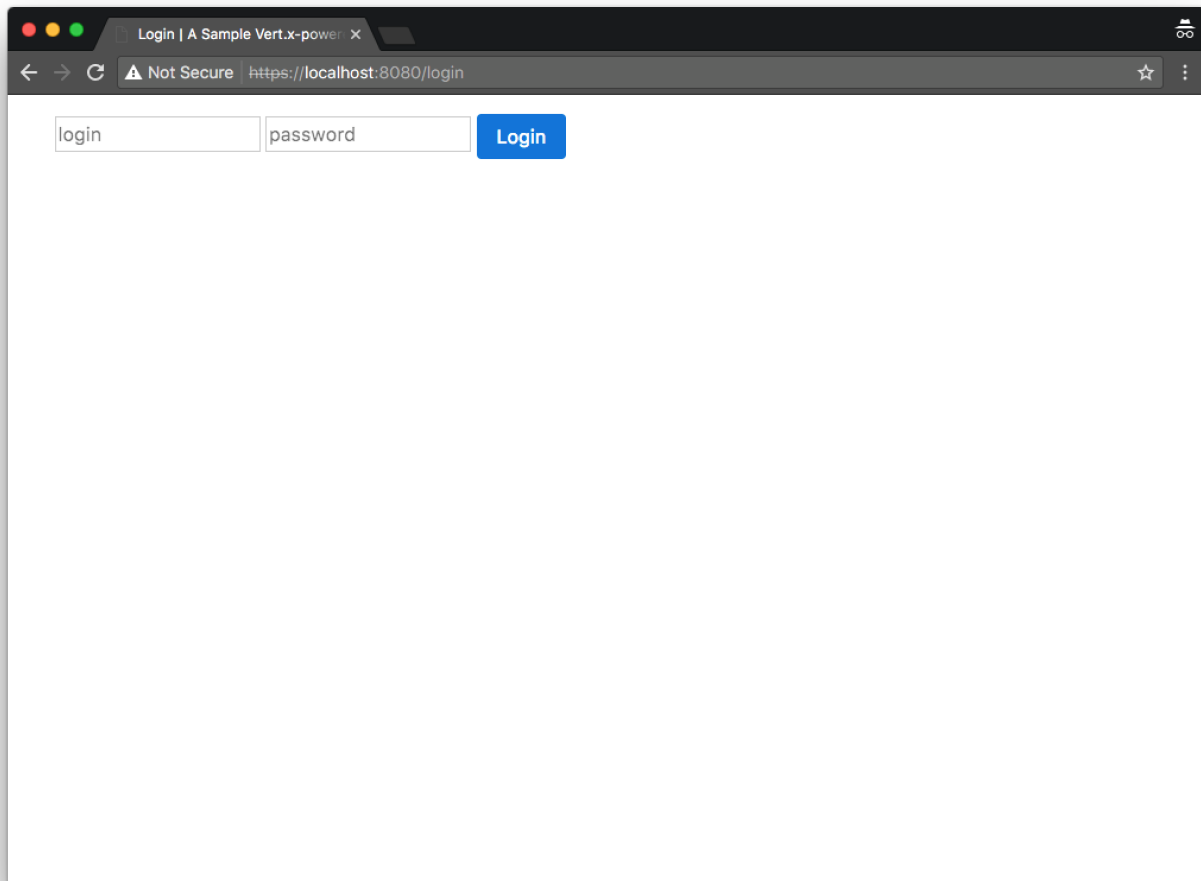 Login | A Sample Vert.x-power
Not Secure https://localhost:8080/login
login password Login